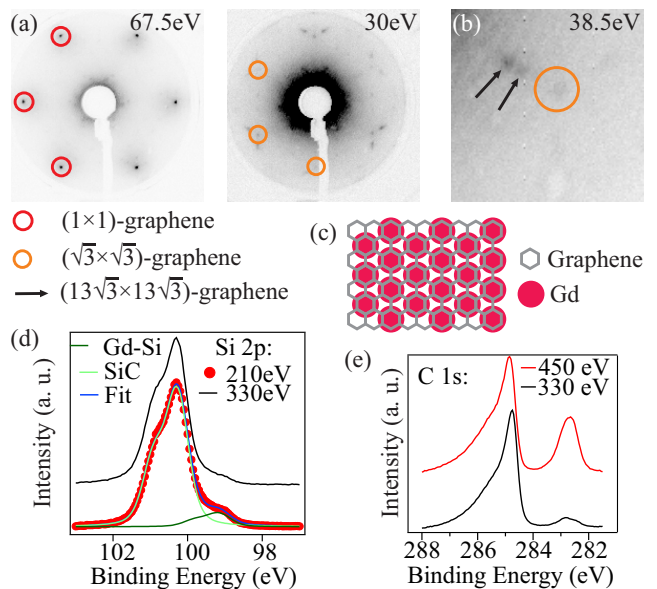 (a) 67.5eV 30eV (b) 38.5eV
(1×1)-graphene
(√3×√3)-graphene
(13√3×13√3)-graphene
(c)
Graphene
Gd
(d)
Gd-Si
SiC
Fit
Si 2p:
210eV
330eV
Intensity (a. u.)
102 100 98
Binding Energy (eV)
(e)
C 1s:
450 eV
330 eV
Intensity (a. u.)
288 286 284 282
Binding Energy (eV)